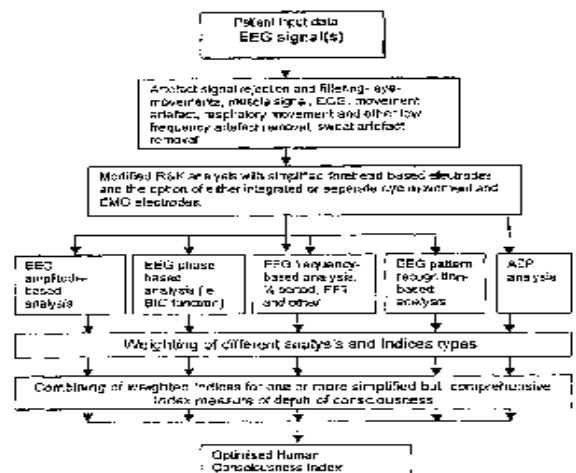 Patient input data
EEG signal(s)
Artefact signal rejection and filtering- eye-
movements, muscle signal, ECG, movement
artefact, respiratory movement and other low
frequency artefact removal, sweat artefact
removal
Modified R&K analysis with simplified forehead based electrodes
and the option of either integrated or separate eye movement and
EMG electrodes.
EEG
amplitude-
based
analysis
EEG phase
based
analysis (ie
BIC function)
EEG frequency-
based analysis,
and other
EEG pattern
recognition-
based
analysis
AEP
analysis
Weighting of different analysis and Indices types
Combining of weighted indices for one or more simplified but comprehensive
index measure of depth of consciousness
Optimised Human
Consciousness Index